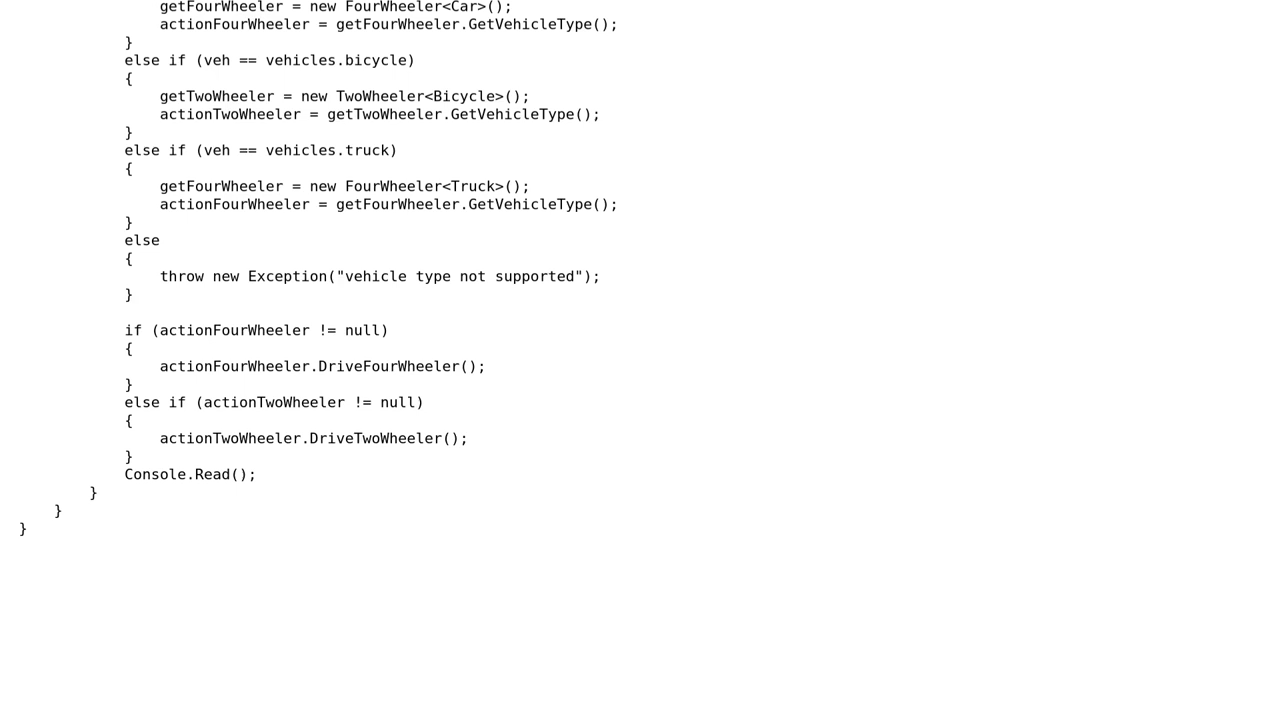 getFourWheeler = new FourWheeler<Car>();
                actionFourWheeler = getFourWheeler.GetVehicleType();
            }
            else if (veh == vehicles.bicycle)
            {
                getTwoWheeler = new TwoWheeler<Bicycle>();
                actionTwoWheeler = getTwoWheeler.GetVehicleType();
            }
            else if (veh == vehicles.truck)
            {
                getFourWheeler = new FourWheeler<Truck>();
                actionFourWheeler = getFourWheeler.GetVehicleType();
            }
            else
            {
                throw new Exception("vehicle type not supported");
            }

            if (actionFourWheeler != null)
            {
                actionFourWheeler.DriveFourWheeler();
            }
            else if (actionTwoWheeler != null)
            {
                actionTwoWheeler.DriveTwoWheeler();
            }
            Console.Read();
        }
    }
}